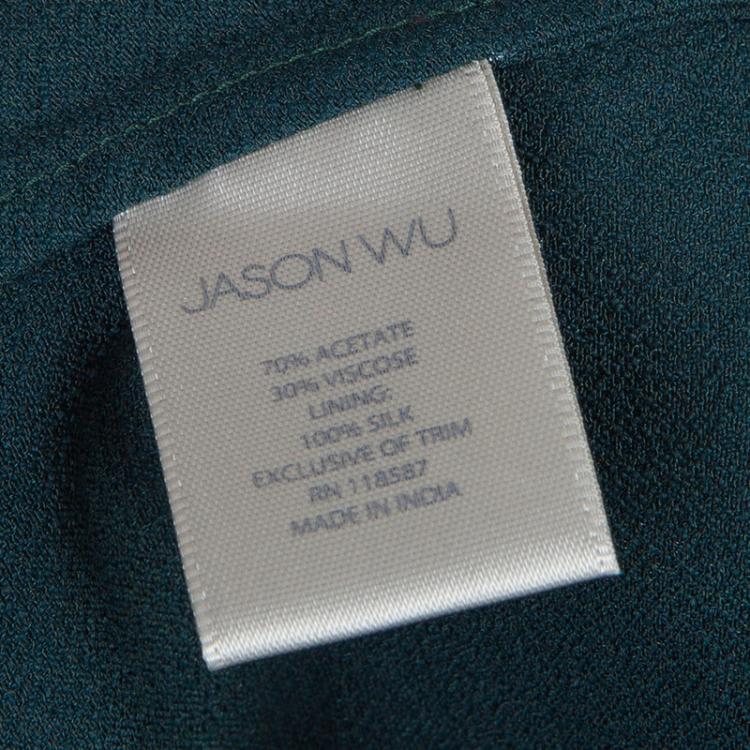 JASON WU
70% ACETATE
30% VISCOSE
LINING:
100% SILK
EXCLUSIVE OF TRIM
RN 118587
MADE IN INDIA